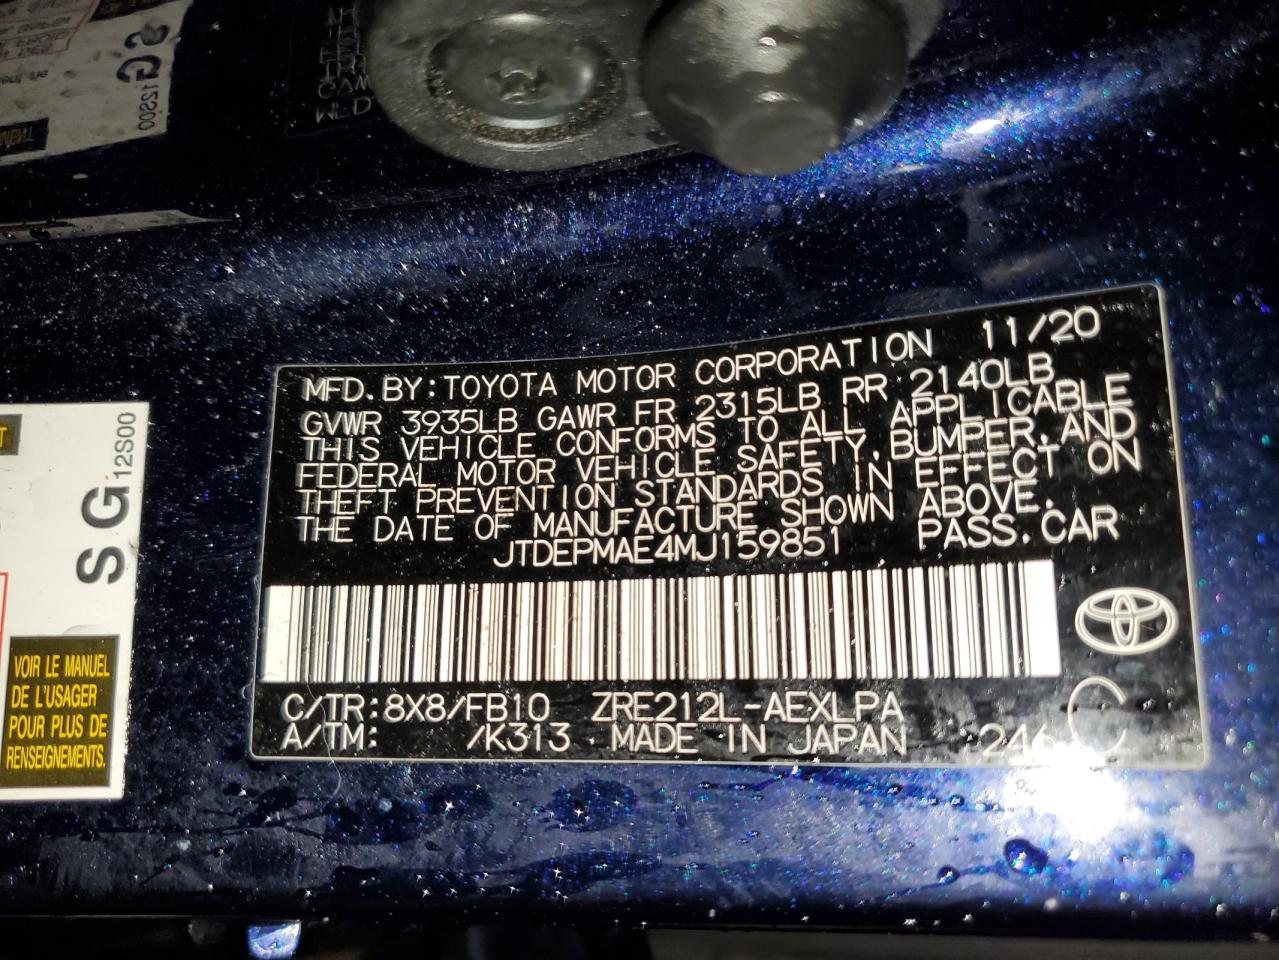 12S00
S G
VOIR LE MANUEL
DE L'USAGER
POUR PLUS DE
RENSEIGNEMENTS.
MFD. BY: TOYOTA MOTOR CORPORATION 11/20
GVWR 3935LB GAWR FR 2315LB RR 2140LB
THIS VEHICLE CONFORMS TO ALL APPLICABLE
FEDERAL MOTOR VEHICLE SAFETY, BUMPER, AND
THEFT PREVENTION STANDARDS IN EFFECT ON
THE DATE OF MANUFACTURE SHOWN ABOVE.
JTDEPMAE4MJ159851 PASS. CAR
C/TR: 8X8/FB10 ZRE212L-AEXLPA
A/TM: /K313 MADE IN JAPAN 246 C